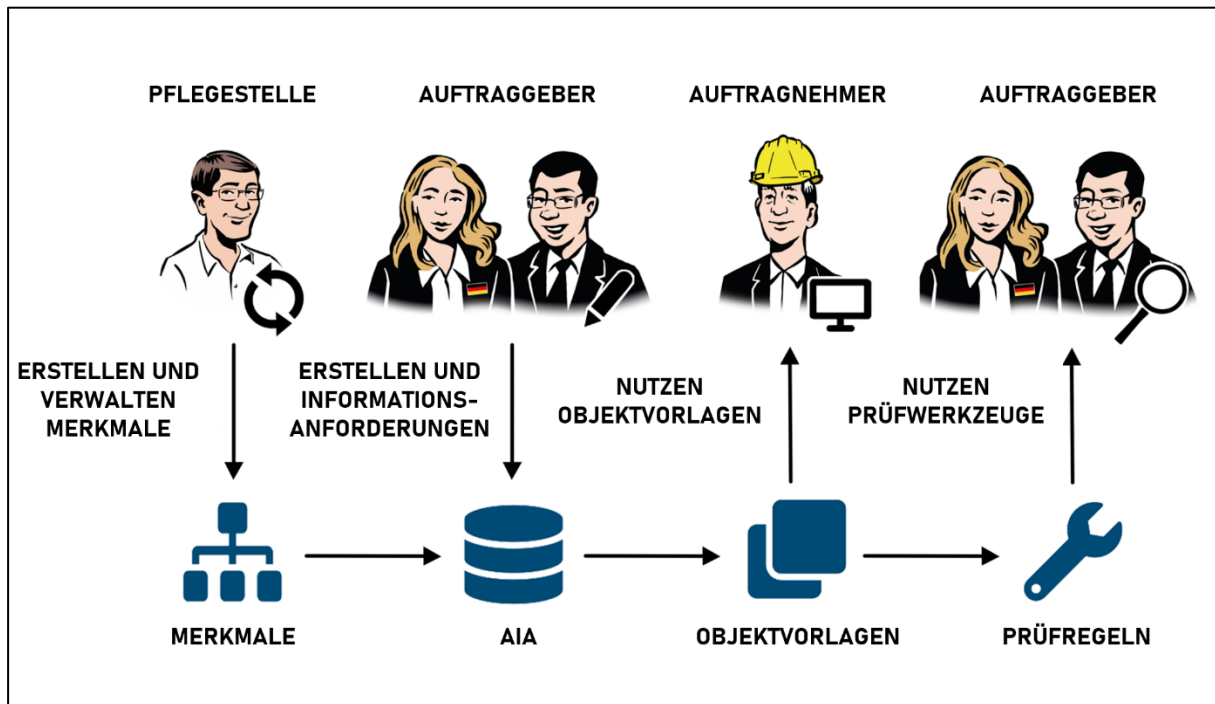 PFLEGESTELLE
AUFTRAGGEBER
AUFTRAGNEHMER
AUFTRAGGEBER
ERSTELLEN UND
VERWALTEN
MERKMALE
ERSTELLEN UND
INFORMATIONS-
ANFORDERUNGEN
NUTZEN
OBJEKTVORLAGEN
NUTZEN
PRÜFWERKZEUGE
MERKMALE
AIA
OBJEKTVORLAGEN
PRÜFREGELN